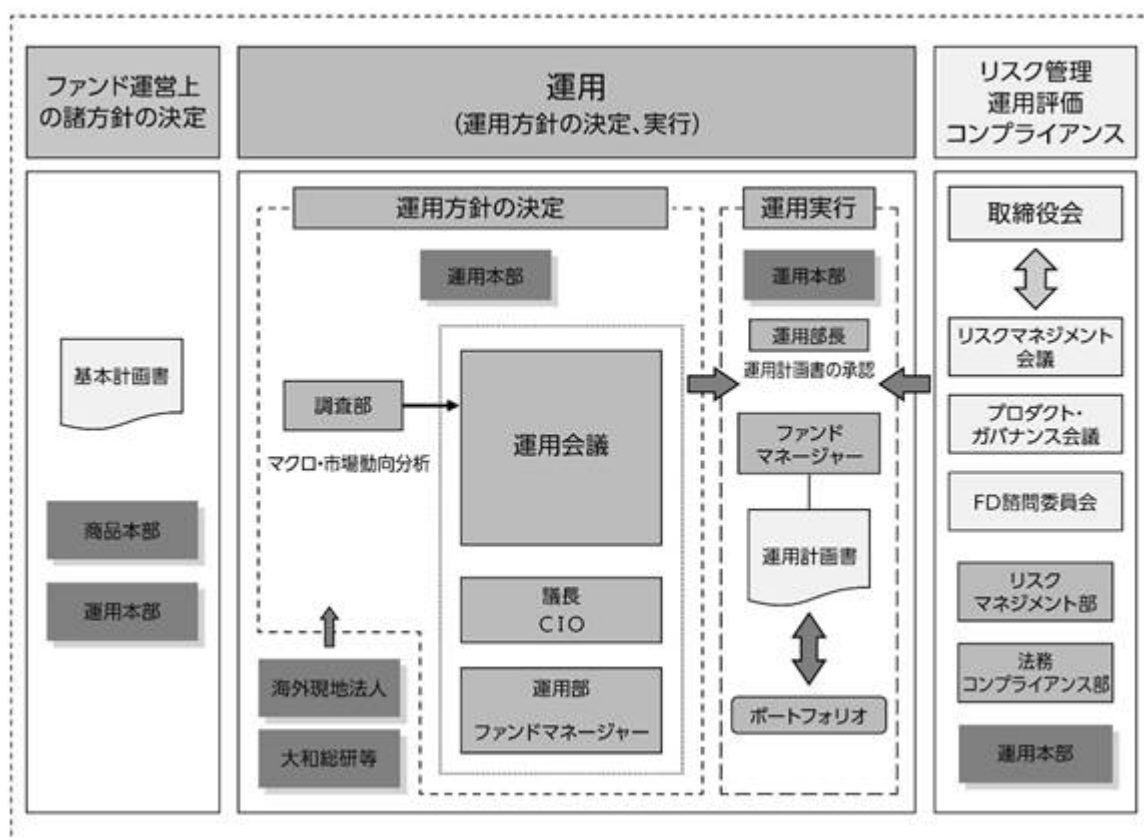 ファンド運営上
の諸方針の決定
運用
(運用方針の決定、実行)
リスク管理
運用評価
コンプライアンス
基本計画書
商品本部
運用本部
運用方針の決定
運用本部
調査部
マクロ・市場動向分析
運用会議
議長
CIO
運用部
ファンドマネージャー
海外現地法人
大和総研等
運用実行
運用本部
運用部長
運用計画書の承認
ファンド
マネージャー
運用計画書
ポートフォリオ
取締役会
リスクマネジメント
会議
プロダクト・
ガバナンス会議
FD諮問委員会
リスク
マネジメント部
法務
コンプライアンス部
運用本部